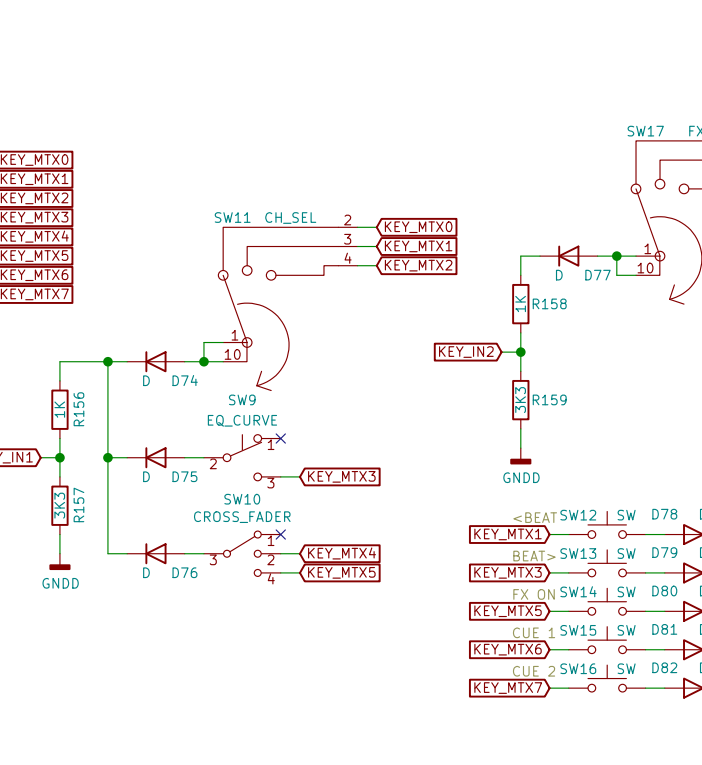 KEY_MTX0
KEY_MTX1
KEY_MTX2
KEY_MTX3
KEY_MTX4
KEY_MTX5
KEY_MTX6
KEY_MTX7
SW11 CH_SEL
2 KEY_MTX0
3 KEY_MTX1
4 KEY_MTX2
1
10
D D74
1K R156
Y_IN1
3K3 R157
GNDD
SW9
EQ_CURVE
1
2
3 KEY_MTX3
D D75
SW10
CROSS_FADER
1
3
2 KEY_MTX4
4 KEY_MTX5
D D76
SW17 FX
1
10
D D77
1K R158
KEY_IN2
3K3 R159
GNDD
<BEAT SW12 SW D78
KEY_MTX1
BEAT> SW13 SW D79
KEY_MTX3
FX ON SW14 SW D80
KEY_MTX5
CUE 1 SW15 SW D81
KEY_MTX6
CUE 2 SW16 SW D82
KEY_MTX7